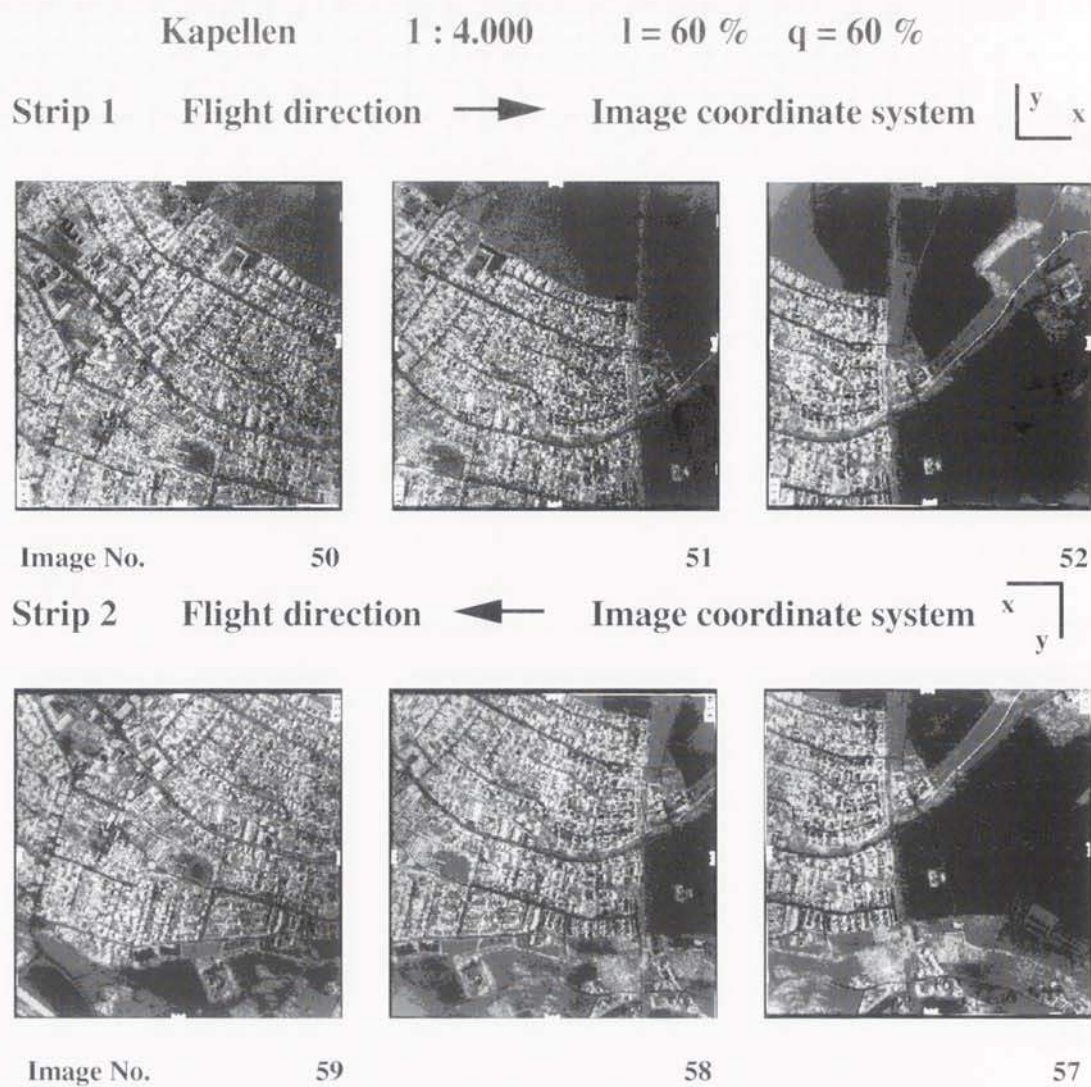 Kapellen 1 : 4.000 l = 60 % q = 60 %
Strip 1 Flight direction Image coordinate system y x
Image No. 50 51 52
Strip 2 Flight direction Image coordinate system x y
Image No. 59 58 57